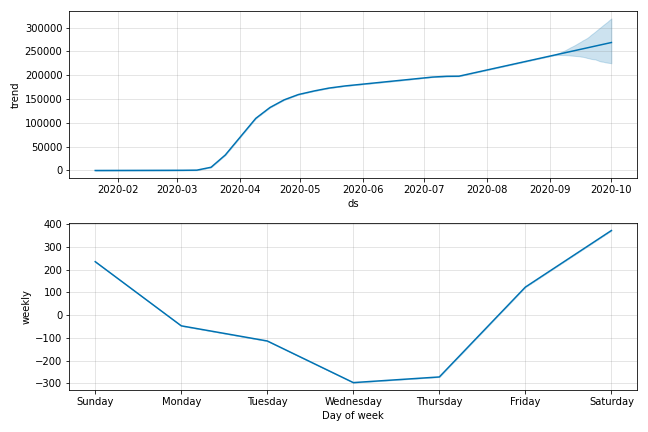 300000
250000
200000
150000
100000
50000
0
trend
2020-02 2020-03 2020-04 2020-05 2020-06 2020-07 2020-08 2020-09 2020-10
ds
400
300
200
100
0
−100
−200
−300
weekly
Sunday Monday Tuesday Wednesday Thursday Friday Saturday
Day of week